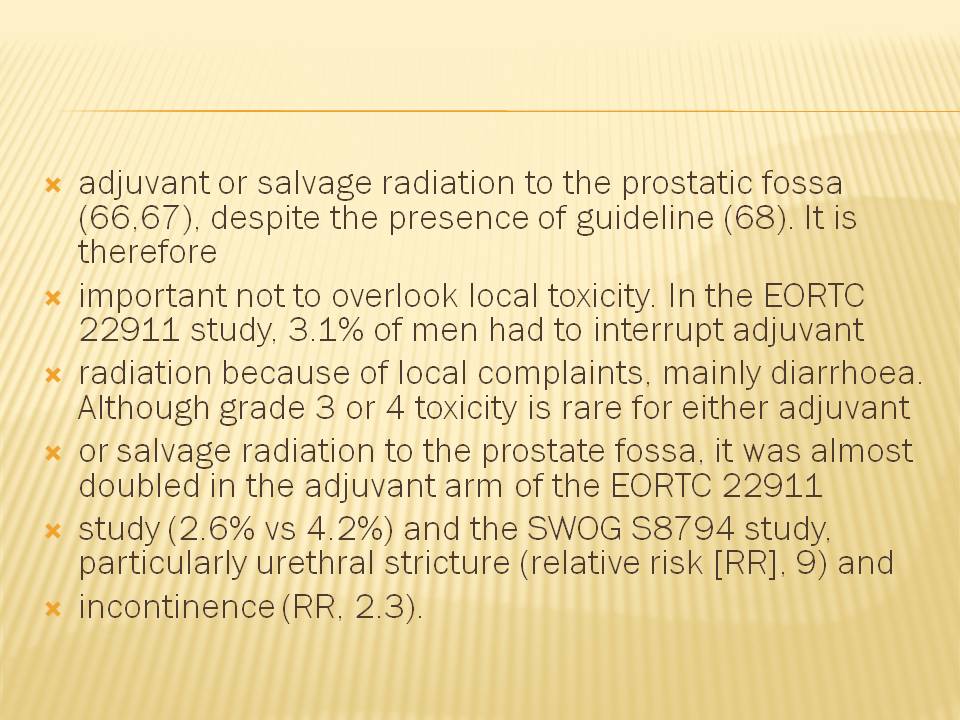 adjuvant or salvage radiation to the prostatic fossa
(66,67), despite the presence of guideline (68). It is
therefore
important not to overlook local toxicity. In the EORTC
22911 study, 3.1% of men had to interrupt adjuvant
radiation because of local complaints, mainly diarrhoea.
Although grade 3 or 4 toxicity is rare for either adjuvant
or salvage radiation to the prostate fossa, it was almost
doubled in the adjuvant arm of the EORTC 22911
study (2.6% vs 4.2%) and the SWOG S8794 study,
particularly urethral stricture (relative risk [RR], 9) and
incontinence (RR, 2.3).